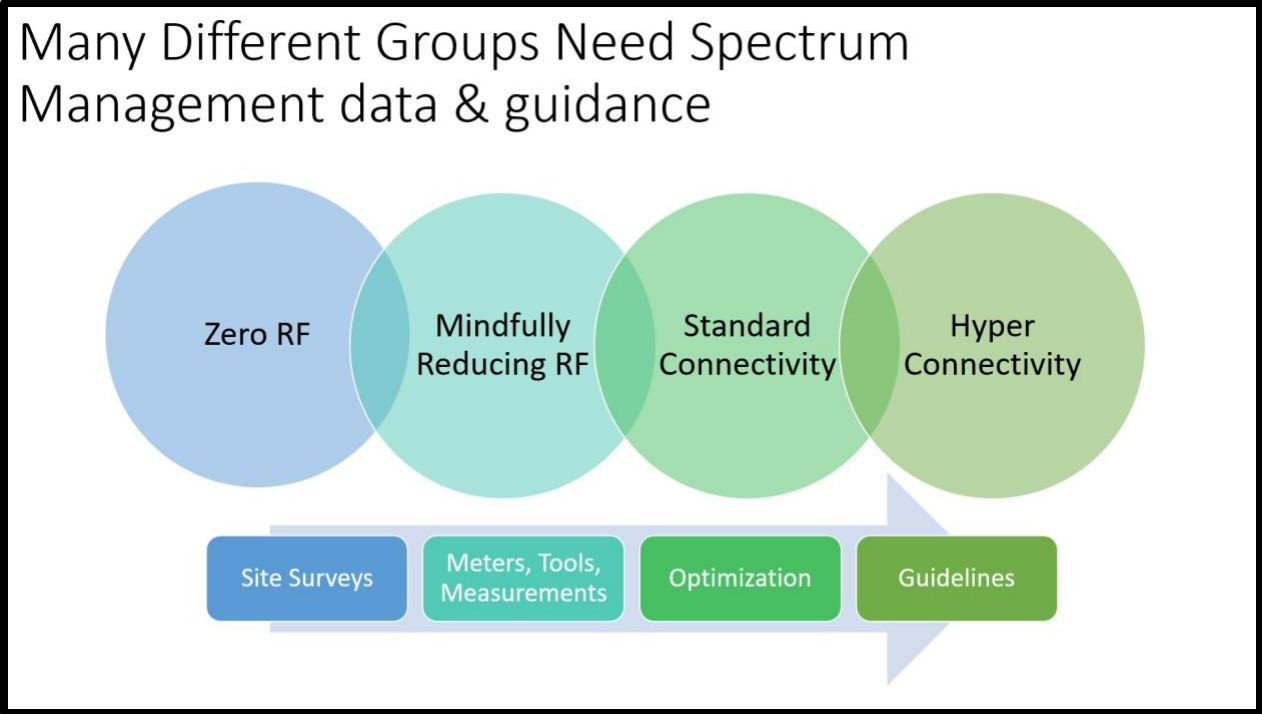 Many Different Groups Need Spectrum
Management data & guidance
Zero RF
Mindfully
Reducing RF
Standard
Connectivity
Hyper
Connectivity
Site Surveys
Meters, Tools,
Measurements
Optimization
Guidelines